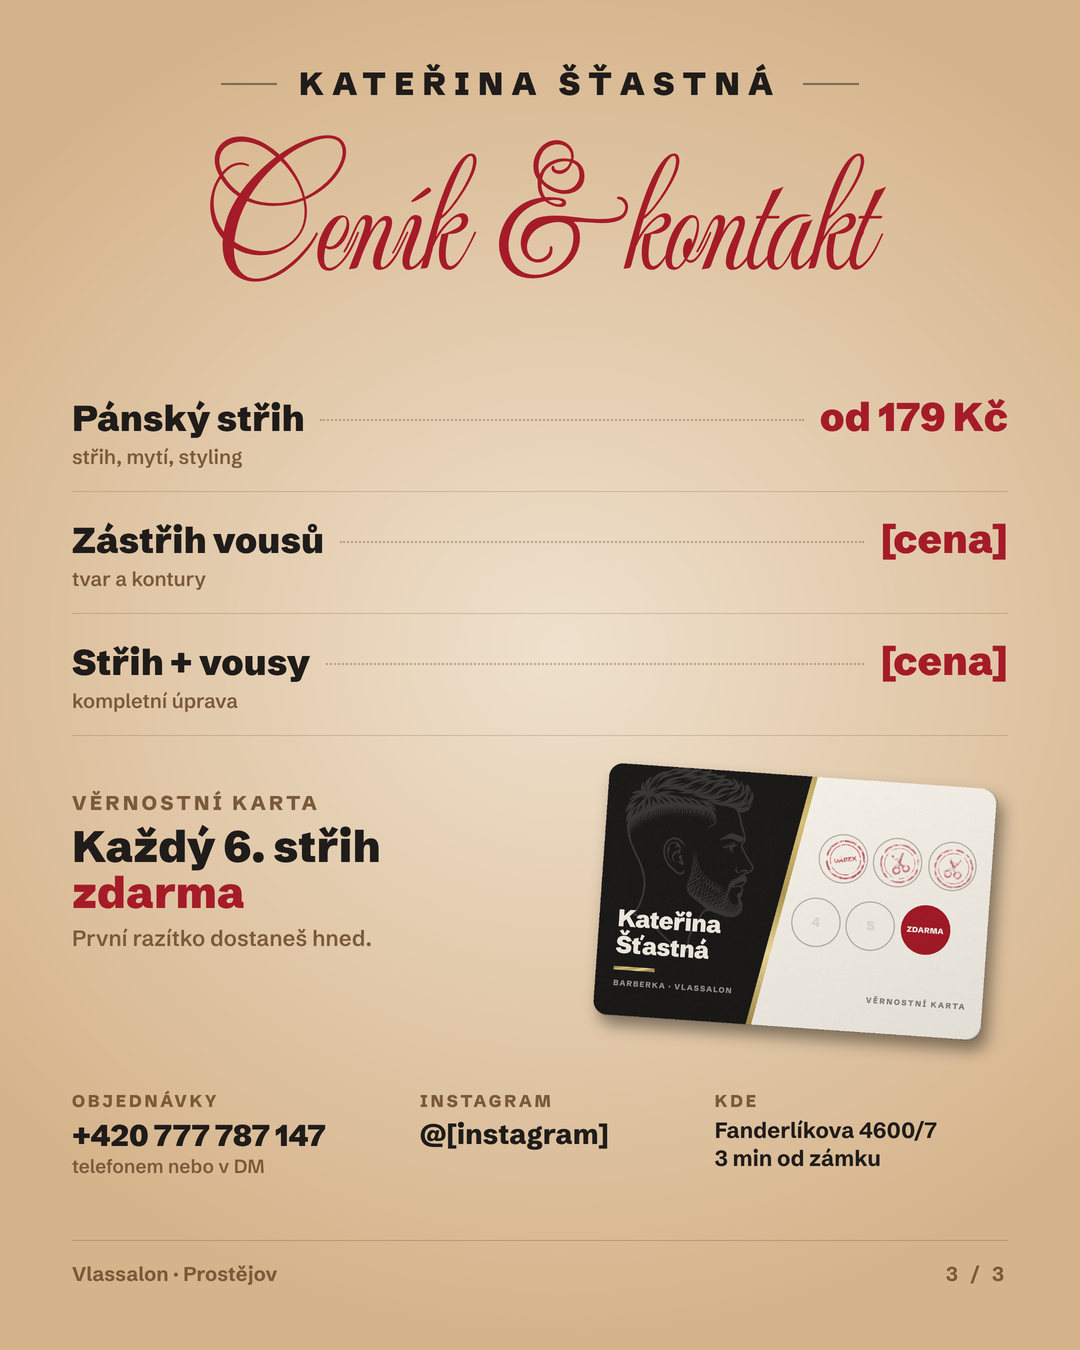 KATEŘINA ŠŤASTNÁ
Ceník & kontakt
Pánský střih od 179 Kč
střih, mytí, styling
Zástřih vousů [cena]
tvar a kontury
Střih + vousy [cena]
kompletní úprava
VĚRNOSTNÍ KARTA
Každý 6. střih
zdarma
První razítko dostaneš hned.
Kateřina
Šťastná
BARBERKA · VLASSALON
DÁREK
4 5 ZDARMA
VĚRNOSTNÍ KARTA
OBJEDNÁVKY
+420 777 787 147
telefonem nebo v DM
INSTAGRAM
@[instagram]
KDE
Fanderlíkova 4600/7
3 min od zámku
Vlassalon · Prostějov
3 / 3